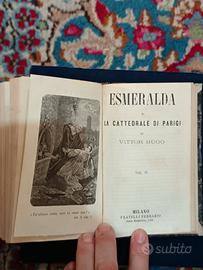 ESMERALDA
LA CATTEDRALE DI PARIGI
DI
VITTOR HUGO
Vol. II.
MILANO
FRATELLI FERRARIO
subito